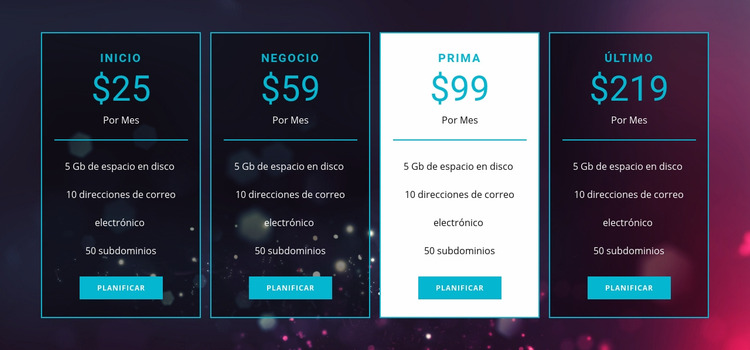 INICIO
$25
Por Mes
5 Gb de espacio en disco
10 direcciones de correo
electrónico
50 subdominios
PLANIFICAR
NEGOCIO
$59
Por Mes
5 Gb de espacio en disco
10 direcciones de correo
electrónico
50 subdominios
PLANIFICAR
PRIMA
$99
Por Mes
5 Gb de espacio en disco
10 direcciones de correo
electrónico
50 subdominios
PLANIFICAR
ÚLTIMO
$219
Por Mes
5 Gb de espacio en disco
10 direcciones de correo
electrónico
50 subdominios
PLANIFICAR